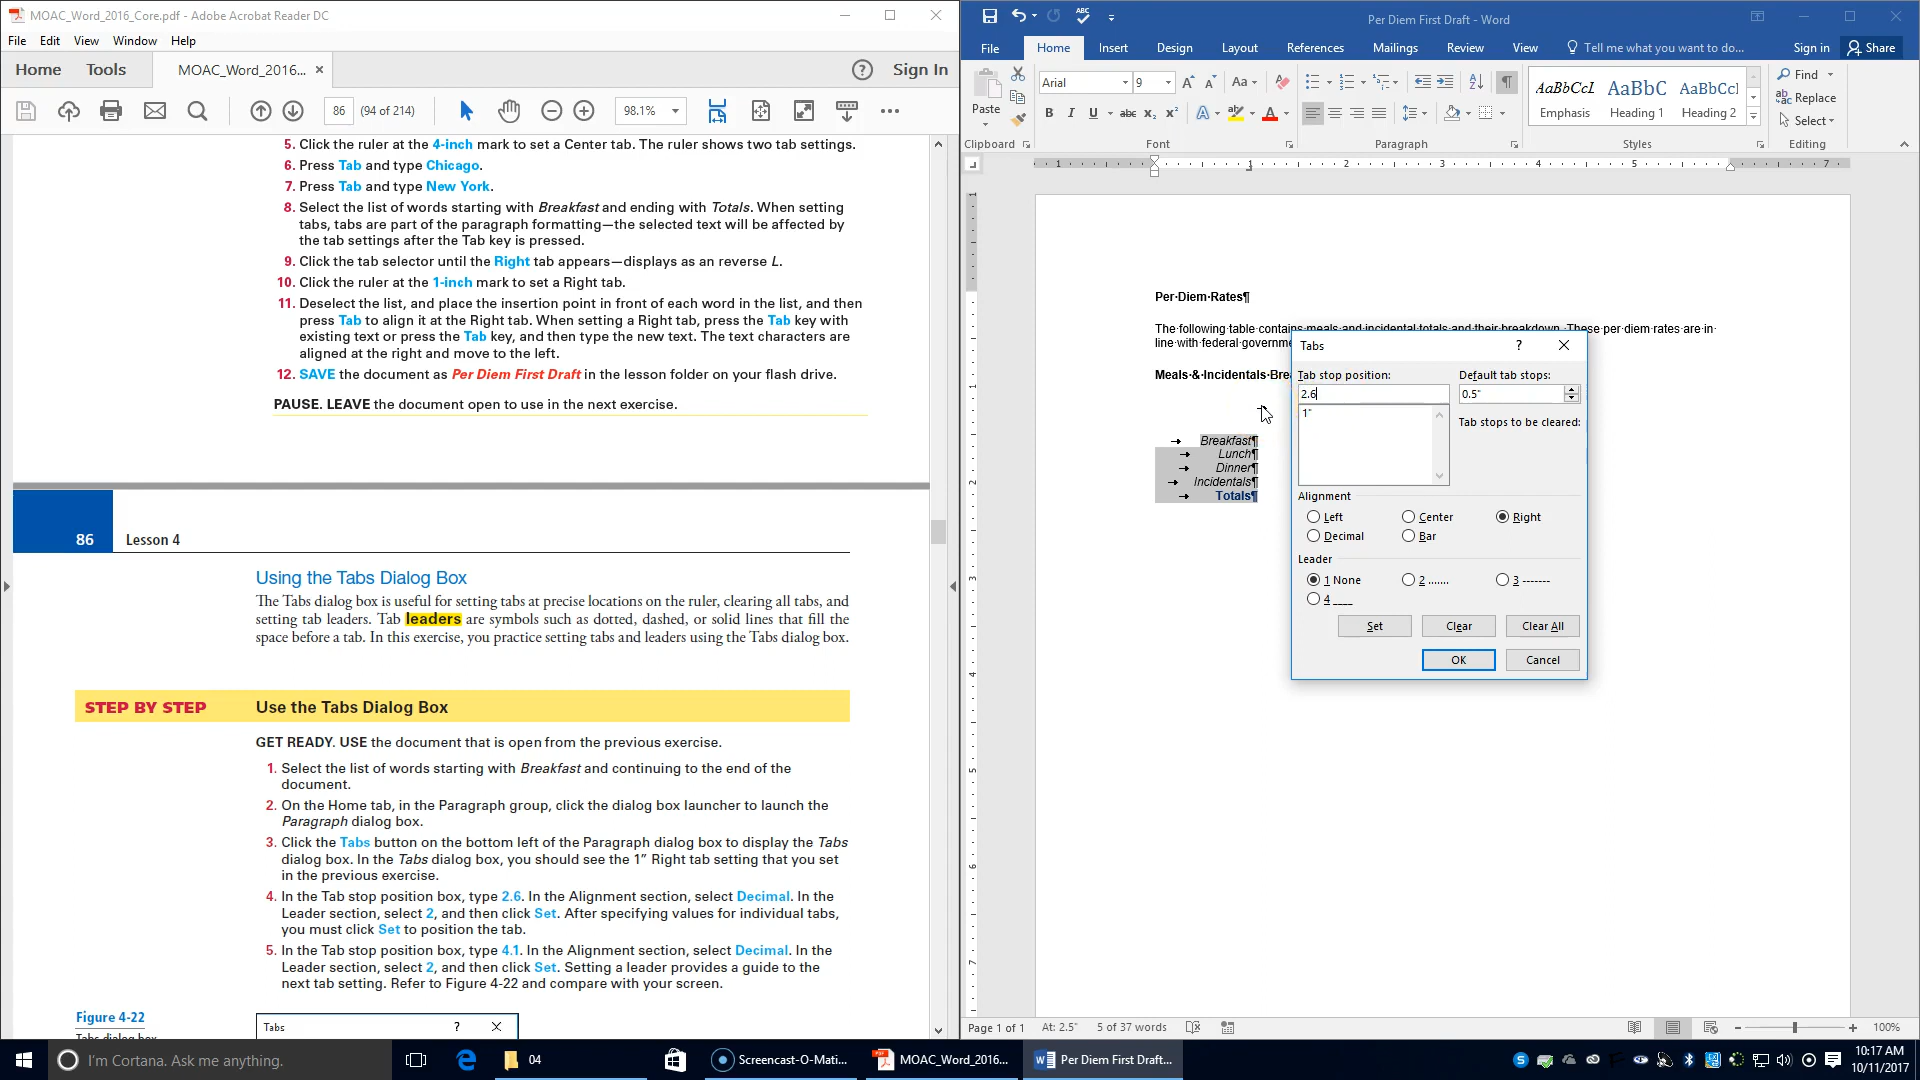 MOAC_Word_2016_Core.pdf - Adobe Acrobat Reader DC
File Edit View Window Help
Home Tools MOAC_Word_2016... × Sign In
86 (94 of 214) 98.1%
5. Click the ruler at the 4-inch mark to set a Center tab. The ruler shows two tab settings.
6. Press Tab and type Chicago.
7. Press Tab and type New York.
8. Select the list of words starting with Breakfast and ending with Totals. When setting
tabs, tabs are part of the paragraph formatting—the selected text will be affected by
the tab settings after the Tab key is pressed.
9. Click the tab selector until the Right tab appears—displays as an reverse L.
10. Click the ruler at the 1-inch mark to set a Right tab.
11. Deselect the list, and place the insertion point in front of each word in the list, and then
press Tab to align it at the Right tab. When setting a Right tab, press the Tab key with
existing text or press the Tab key, and then type the new text. The text characters are
aligned at the right and move to the left.
12. SAVE the document as Per Diem First Draft in the lesson folder on your flash drive.
PAUSE. LEAVE the document open to use in the next exercise.
86 Lesson 4
Using the Tabs Dialog Box
The Tabs dialog box is useful for setting tabs at precise locations on the ruler, clearing all tabs, and
setting tab leaders. Tab leaders are symbols such as dotted, dashed, or solid lines that fill the
space before a tab. In this exercise, you practice setting tabs and leaders using the Tabs dialog box.
STEP BY STEP Use the Tabs Dialog Box
GET READY. USE the document that is open from the previous exercise.
1. Select the list of words starting with Breakfast and continuing to the end of the
document.
2. On the Home tab, in the Paragraph group, click the dialog box launcher to launch the
Paragraph dialog box.
3. Click the Tabs button on the bottom left of the Paragraph dialog box to display the Tabs
dialog box. In the Tabs dialog box, you should see the 1” Right tab setting that you set
in the previous exercise.
4. In the Tab stop position box, type 2.6. In the Alignment section, select Decimal. In the
Leader section, select 2, and then click Set. After specifying values for individual tabs,
you must click Set to position the tab.
5. In the Tab stop position box, type 4.1. In the Alignment section, select Decimal. In the
Leader section, select 2, and then click Set. Setting a leader provides a guide to the
next tab setting. Refer to Figure 4-22 and compare with your screen.
Figure 4-22
Tabs dialog box
Tabs ? ×
Per Diem First Draft - Word
File Home Insert Design Layout References Mailings Review View Tell me what you want to do... Sign in Share
Paste Arial 9 Aa
B I U abc x₂ x² A A
AaBbCcL AaBbC AaBbCcI
Emphasis Heading 1 Heading 2
Find
Replace
Select
Clipboard Font Paragraph Styles Editing
1 1 2 3 4 5 7
Per·Diem·Rates¶
The·following·table·contains·meals·and·incidental·totals·and·their·breakdown.·These·per·diem·rates·are·in·
line·with·federal·governme
Meals·&·Incidentals·Brea
Breakfast¶
Lunch¶
Dinner¶
Incidentals¶
Totals¶
Tabs ? ×
Tab stop position: Default tab stops:
2.6 0.5"
1"
Tab stops to be cleared:
Alignment
Left Center Right
Decimal Bar
Leader
1 None 2 ....... 3 -------
4 ___
Set Clear Clear All
OK Cancel
Page 1 of 1 At: 2.5" 5 of 37 words 100%
I'm Cortana. Ask me anything. 04 Screencast-O-Mati... MOAC_Word_2016... Per Diem First Draft...
10:17 AM
10/11/2017